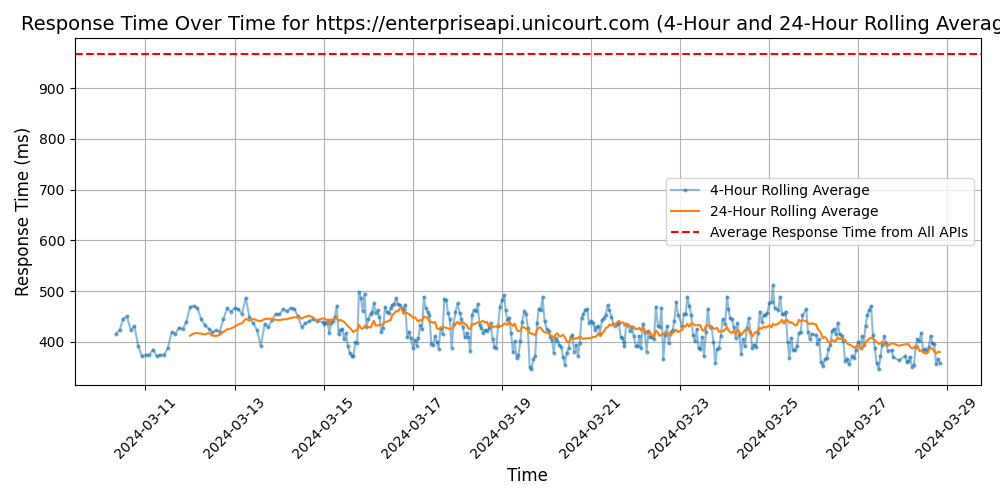 Response Time Over Time for https://enterpriseapi.unicourt.com (4-Hour and 24-Hour Rolling Averag
Response Time (ms)
900
800
700
600
500
400
4-Hour Rolling Average
24-Hour Rolling Average
Average Response Time from All APIs
2024-03-11
2024-03-13
2024-03-15
2024-03-17
2024-03-19
2024-03-21
2024-03-23
2024-03-25
2024-03-27
2024-03-29
Time